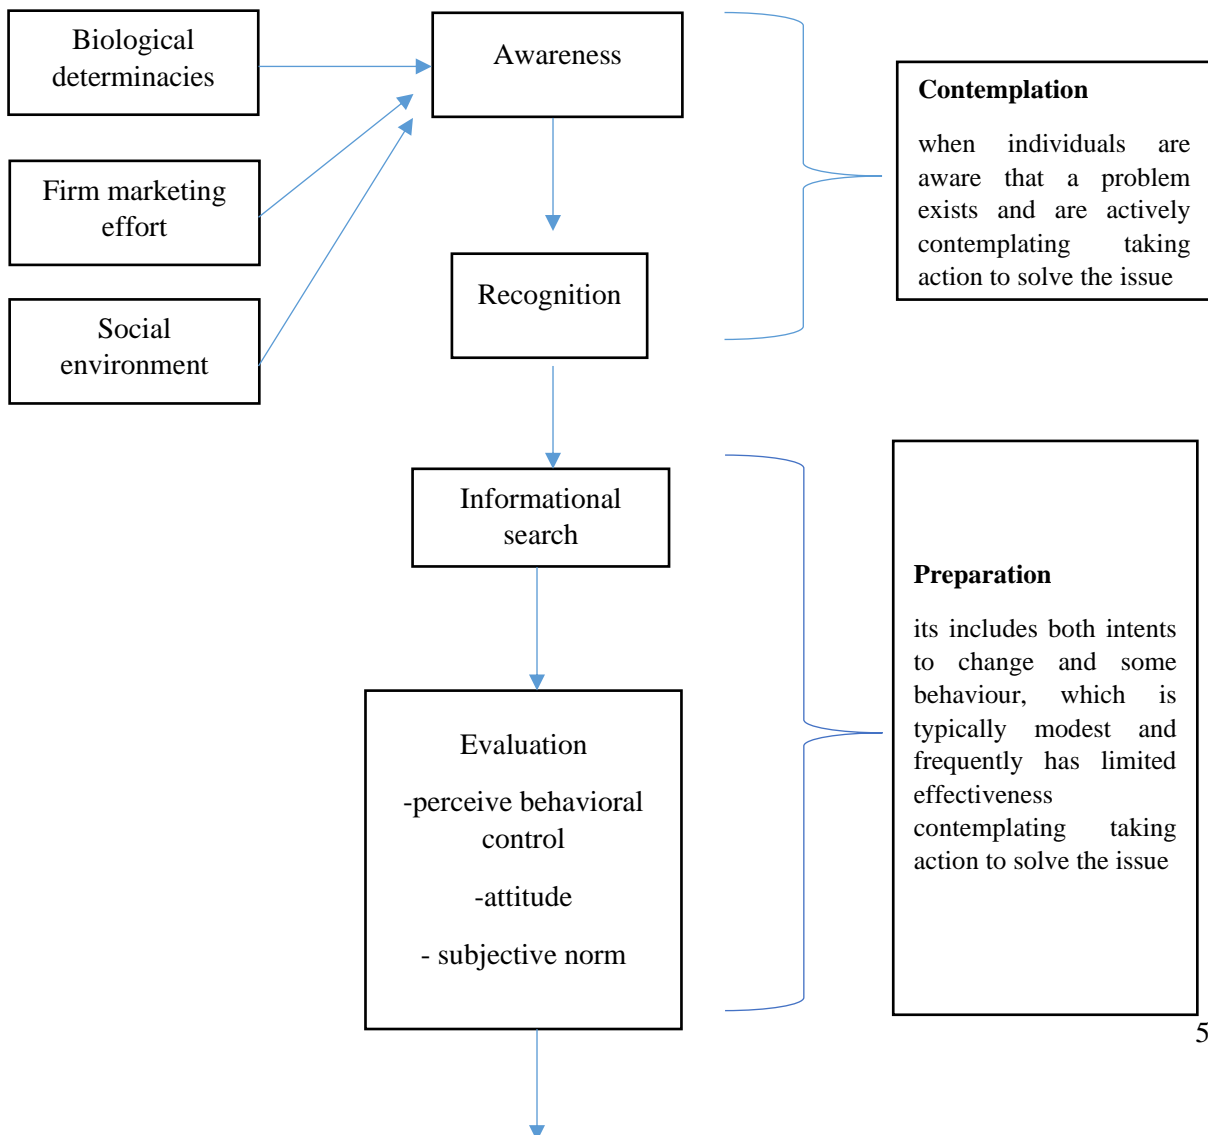 Biological
determinacies
Firm marketing
effort
Social
environment
Awareness
Recognition
Informational
search
Evaluation
-perceive behavioral
control
-attitude
- subjective norm
Contemplation
when individuals are
aware that a problem
exists and are actively
contemplating taking
action to solve the issue
Preparation
its includes both intents
to change and some
behaviour, which is
typically modest and
frequently has limited
effectiveness
contemplating taking
action to solve the issue
5